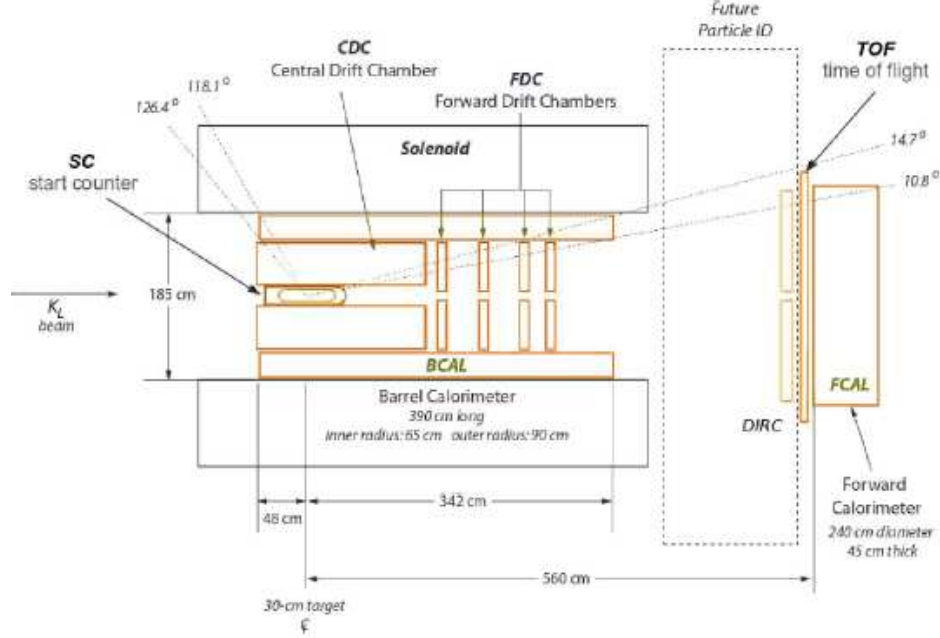 Future
Particle ID
CDC
Central Drift Chamber
TOF
time of flight
FDC
Forward Drift Chambers
118.1°
126.4°
14.7°
10.8°
Solenoid
SC
start counter
185 cm
K_L
beam
BCAL
FCAL
Barrel Calorimeter
390 cm long
inner radius: 65 cm outer radius: 90 cm
DIRC
Forward
Calorimeter
240 cm diameter
45 cm thick
342 cm
48 cm
560 cm
30-cm target
℄